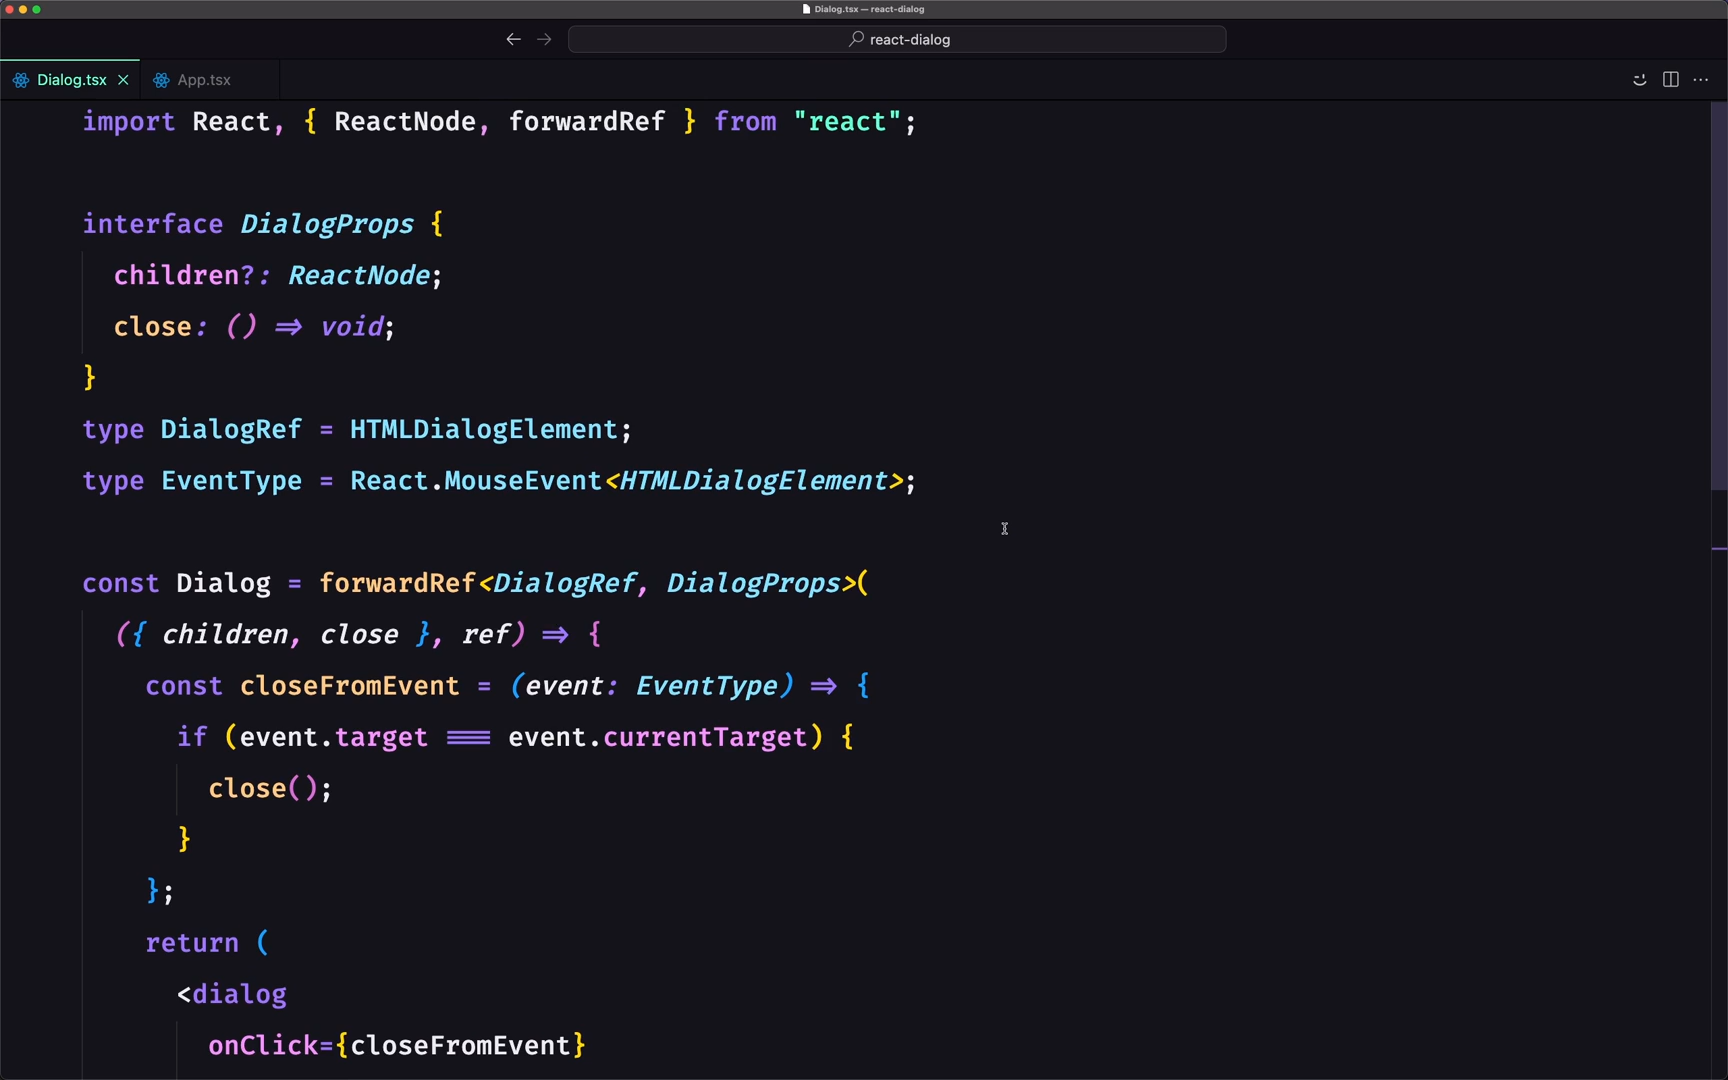 Dialog.tsx — react-dialog
react-dialog
Dialog.tsx App.tsx
import React, { ReactNode, forwardRef } from "react";
interface DialogProps {
children?: ReactNode;
close: () => void;
}
type DialogRef = HTMLDialogElement;
type EventType = React.MouseEvent<HTMLDialogElement>;
const Dialog = forwardRef<DialogRef, DialogProps>(
({ children, close }, ref) => {
const closeFromEvent = (event: EventType) => {
if (event.target === event.currentTarget) {
close();
}
};
return (
<dialog
onClick={closeFromEvent}